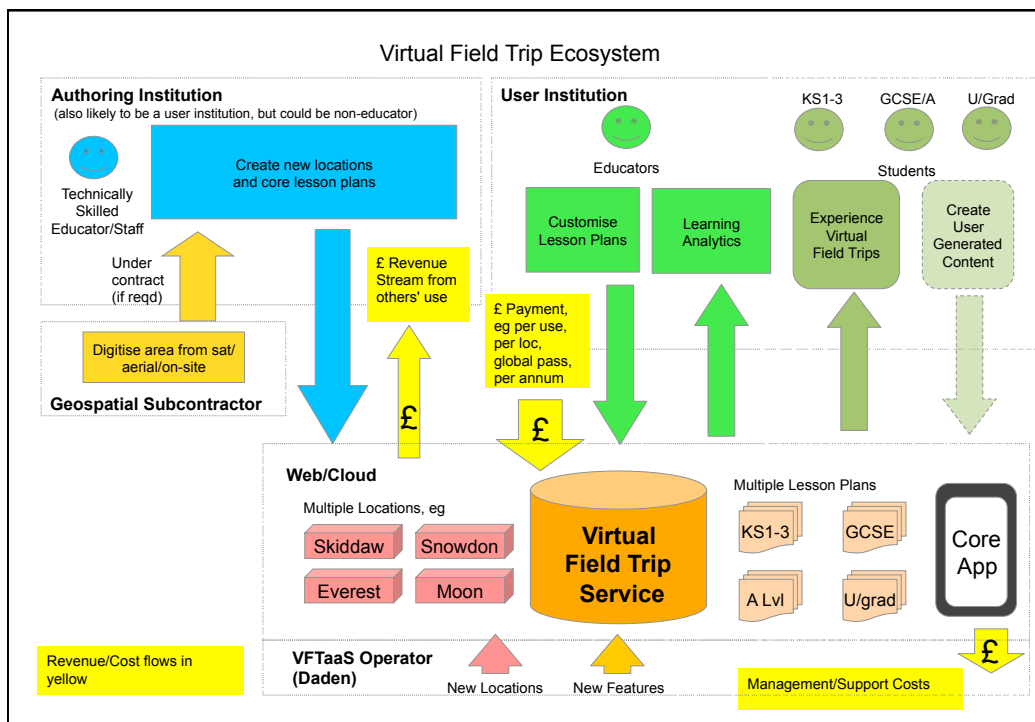 Virtual Field Trip Ecosystem
Authoring Institution
(also likely to be a user institution, but could be non-educator)
Technically
Skilled
Educator/Staff
Create new locations
and core lesson plans
Under
contract
(if reqd)
£ Revenue
Stream from
others' use
Digitise area from sat/
aerial/on-site
Geospatial Subcontractor
User Institution
Educators
KS1-3
GCSE/A
U/Grad
Students
Customise
Lesson Plans
Learning
Analytics
Experience
Virtual
Field Trips
Create
User
Generated
Content
£ Payment,
eg per use,
per loc,
global pass,
per annum
£
£
Web/Cloud
Multiple Locations, eg
Skiddaw
Snowdon
Everest
Moon
Virtual
Field Trip
Service
Multiple Lesson Plans
KS1-3
GCSE
A Lvl
U/grad
Core
App
VFTaaS Operator
(Daden)
New Locations
New Features
£
Management/Support Costs
Revenue/Cost flows in
yellow